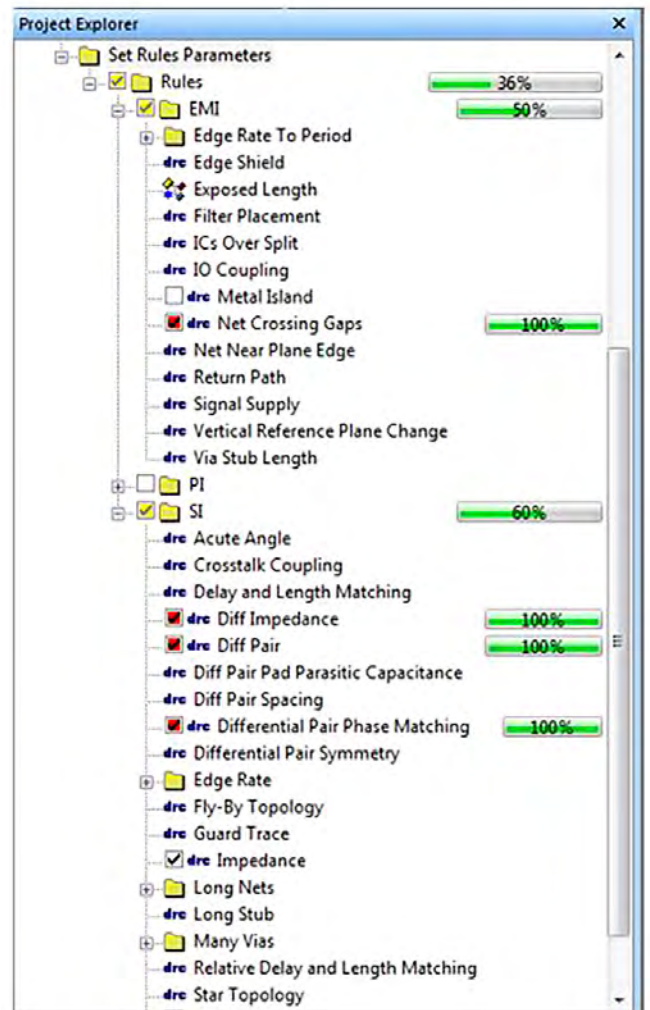 Project Explorer
Set Rules Parameters
Rules 36%
EMI 50%
Edge Rate To Period
drc Edge Shield
Exposed Length
drc Filter Placement
drc ICs Over Split
drc IO Coupling
drc Metal Island
drc Net Crossing Gaps 100%
drc Net Near Plane Edge
drc Return Path
drc Signal Supply
drc Vertical Reference Plane Change
drc Via Stub Length
PI
SI 60%
drc Acute Angle
drc Crosstalk Coupling
drc Delay and Length Matching
drc Diff Impedance 100%
drc Diff Pair 100%
drc Diff Pair Pad Parasitic Capacitance
drc Diff Pair Spacing
drc Differential Pair Phase Matching 100%
drc Differential Pair Symmetry
Edge Rate
drc Fly-By Topology
drc Guard Trace
drc Impedance
Long Nets
drc Long Stub
Many Vias
drc Relative Delay and Length Matching
drc Star Topology